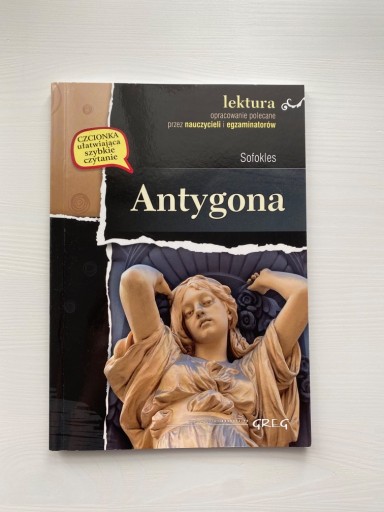 lektura
opracowanie polecane
przez nauczycieli i egzaminatorów
CZCIONKA
ułatwiająca
szybkie
czytanie
Sofokles
Antygona
GREG